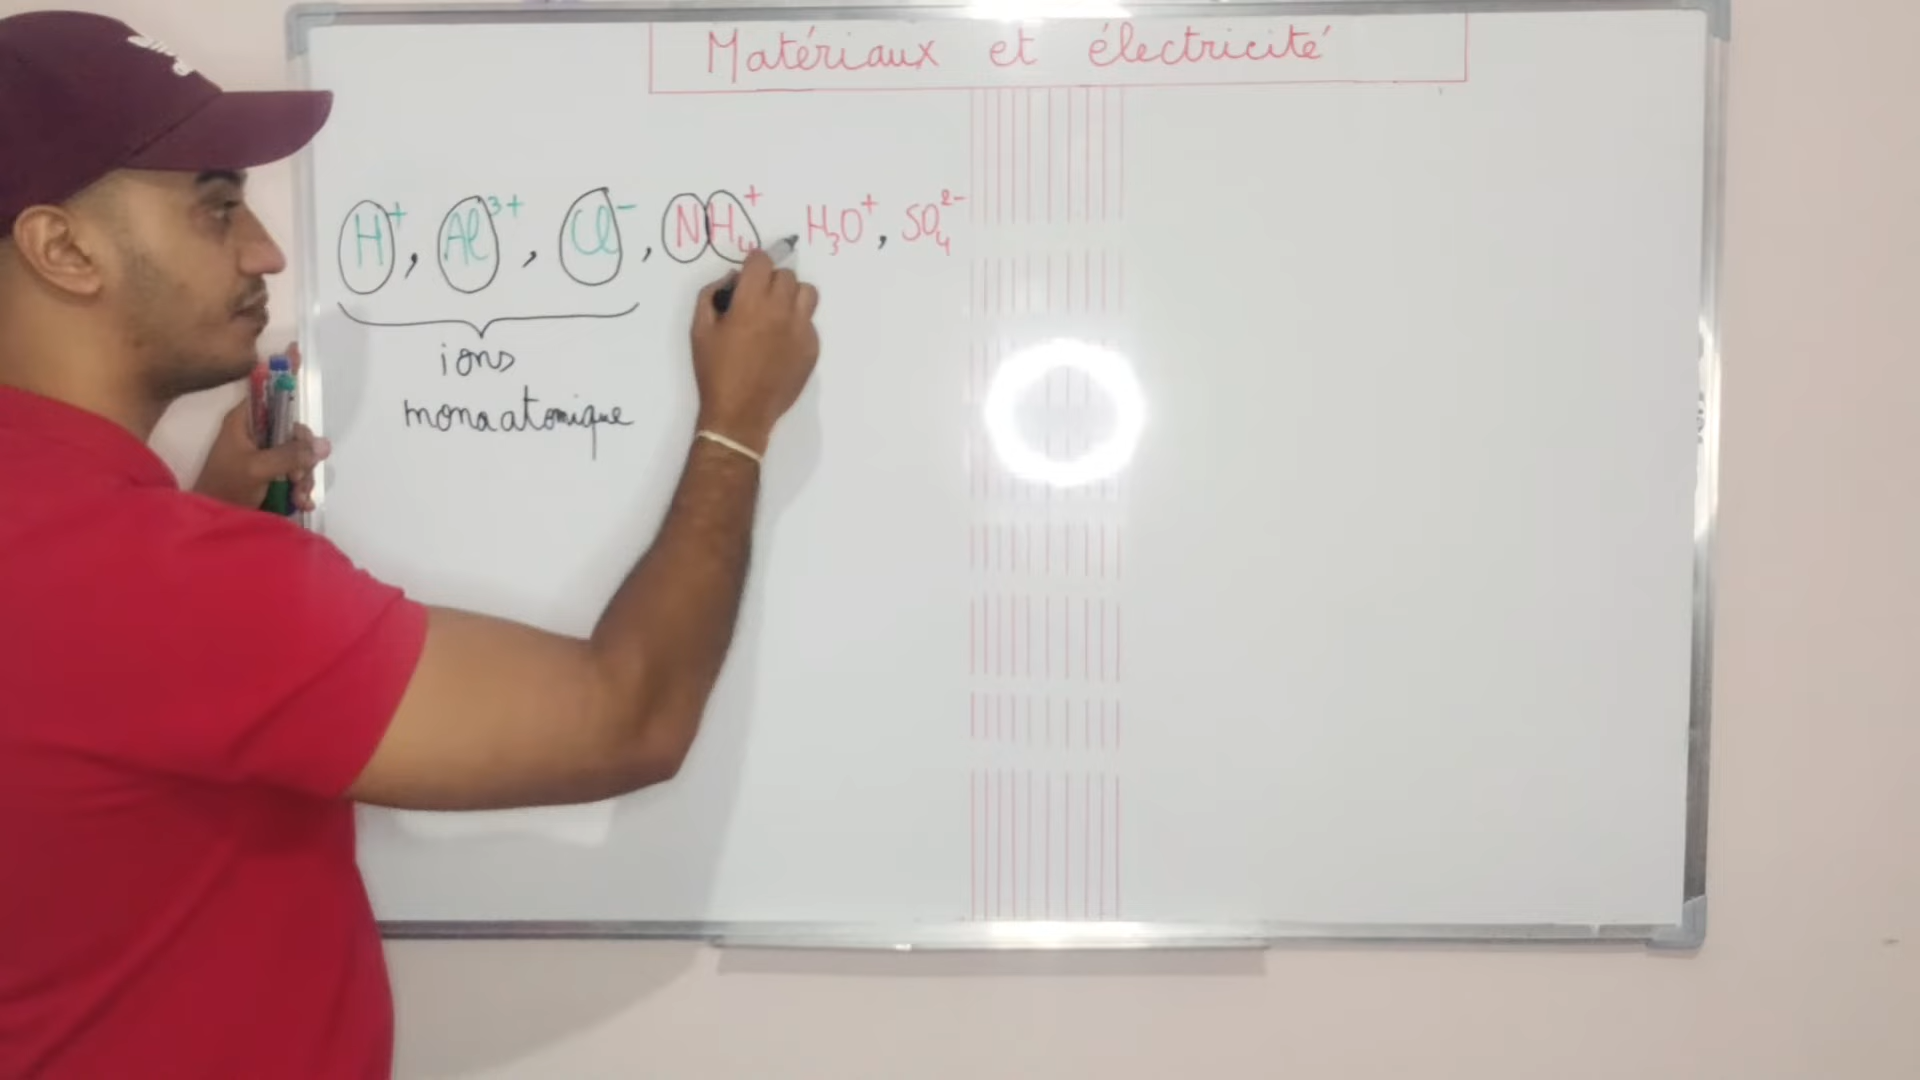 Matériaux et électricité
H⁺, Al³⁺, Cl⁻, NH₄⁺, H₃O⁺, SO₄²⁻
ions
monoatomique